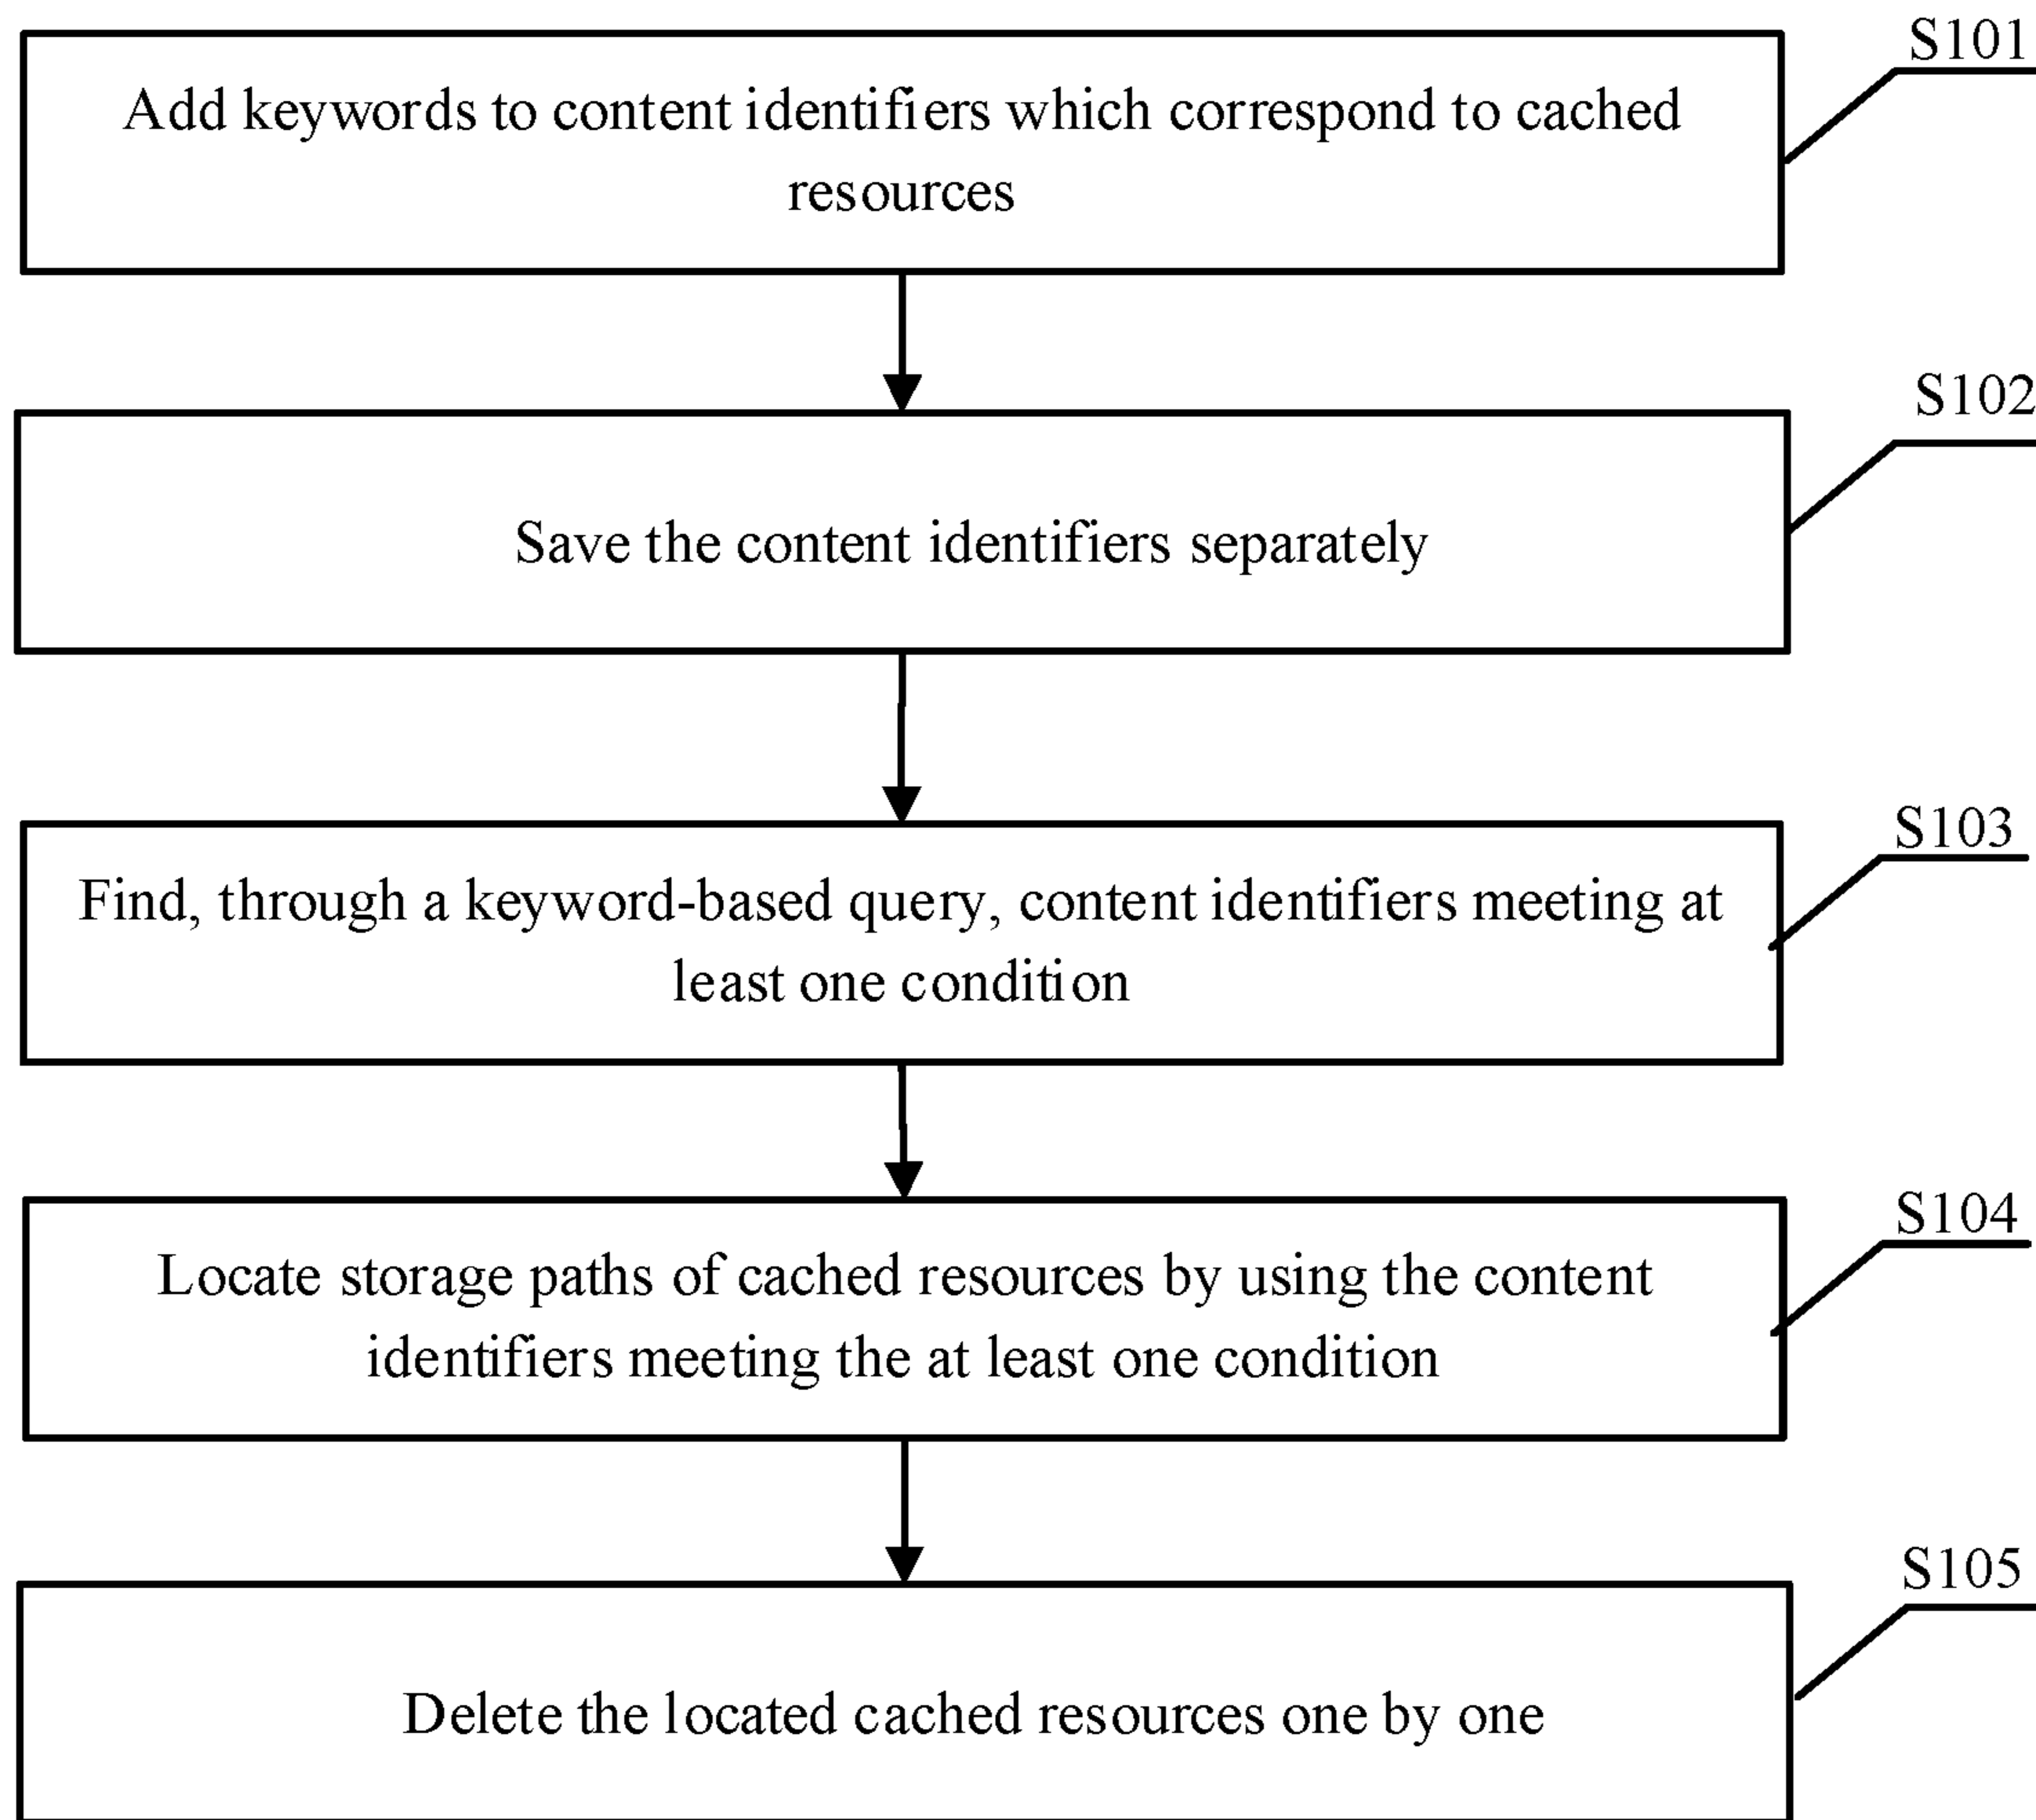 S101
Add keywords to content identifiers which correspond to cached
resources
S102
Save the content identifiers separately
S103
Find, through a keyword-based query, content identifiers meeting at
least one condition
S104
Locate storage paths of cached resources by using the content
identifiers meeting the at least one condition
S105
Delete the located cached resources one by one